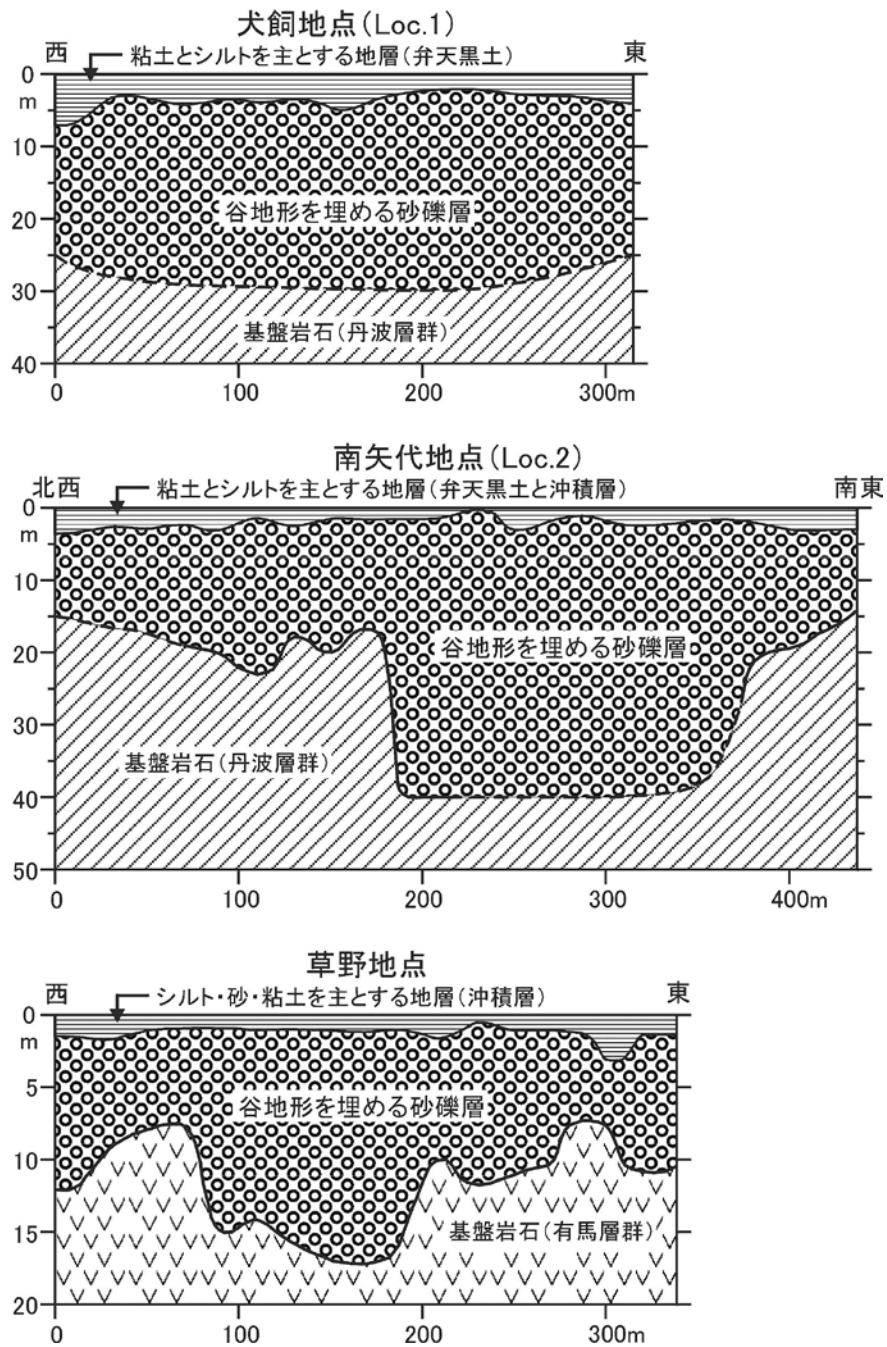 犬飼地点(Loc.1)
西 粘土とシルトを主とする地層(弁天黒土) 東
0
m
10
谷地形を埋める砂礫層
20
30
基盤岩石(丹波層群)
40
0 100 200 300m
南矢代地点(Loc.2)
北西 粘土とシルトを主とする地層(弁天黒土と沖積層) 南東
0
m
10
谷地形を埋める砂礫層
20
30
基盤岩石(丹波層群)
40
50
0 100 200 300 400m
草野地点
西 シルト・砂・粘土を主とする地層(沖積層) 東
0
m
5
谷地形を埋める砂礫層
10
15
基盤岩石(有馬層群)
20
0 100 200 300m